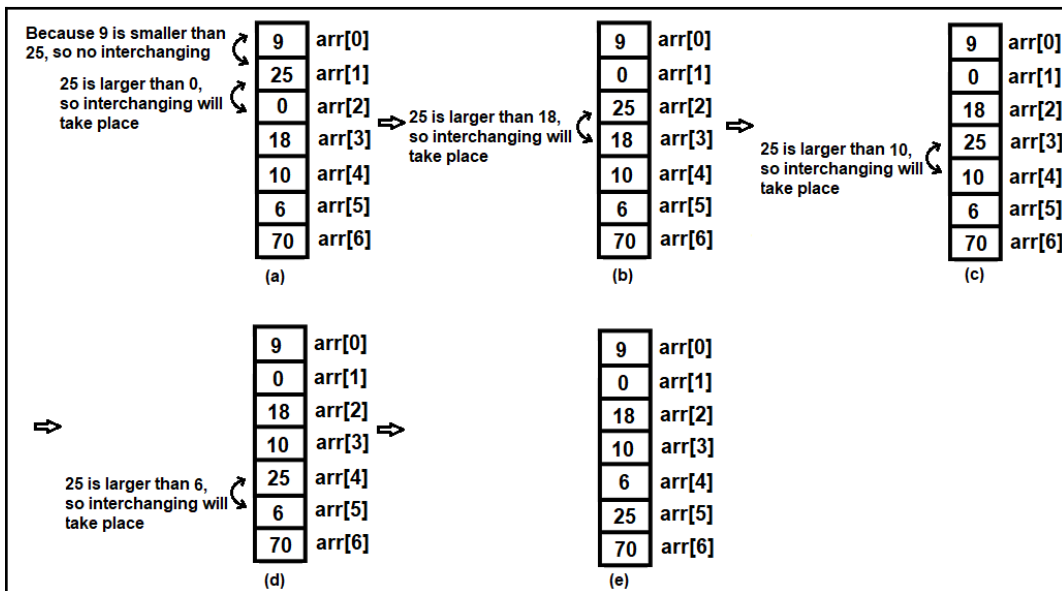 Because 9 is smaller than
25, so no interchanging
25 is larger than 0,
so interchanging will
take place
9 arr[0]
25 arr[1]
0 arr[2]
18 arr[3]
10 arr[4]
6 arr[5]
70 arr[6]
(a)
25 is larger than 18,
so interchanging will
take place
9 arr[0]
0 arr[1]
25 arr[2]
18 arr[3]
10 arr[4]
6 arr[5]
70 arr[6]
(b)
25 is larger than 10,
so interchanging will
take place
9 arr[0]
0 arr[1]
18 arr[2]
25 arr[3]
10 arr[4]
6 arr[5]
70 arr[6]
(c)
25 is larger than 6,
so interchanging will
take place
9 arr[0]
0 arr[1]
18 arr[2]
10 arr[3]
25 arr[4]
6 arr[5]
70 arr[6]
(d)
9 arr[0]
0 arr[1]
18 arr[2]
10 arr[3]
6 arr[4]
25 arr[5]
70 arr[6]
(e)